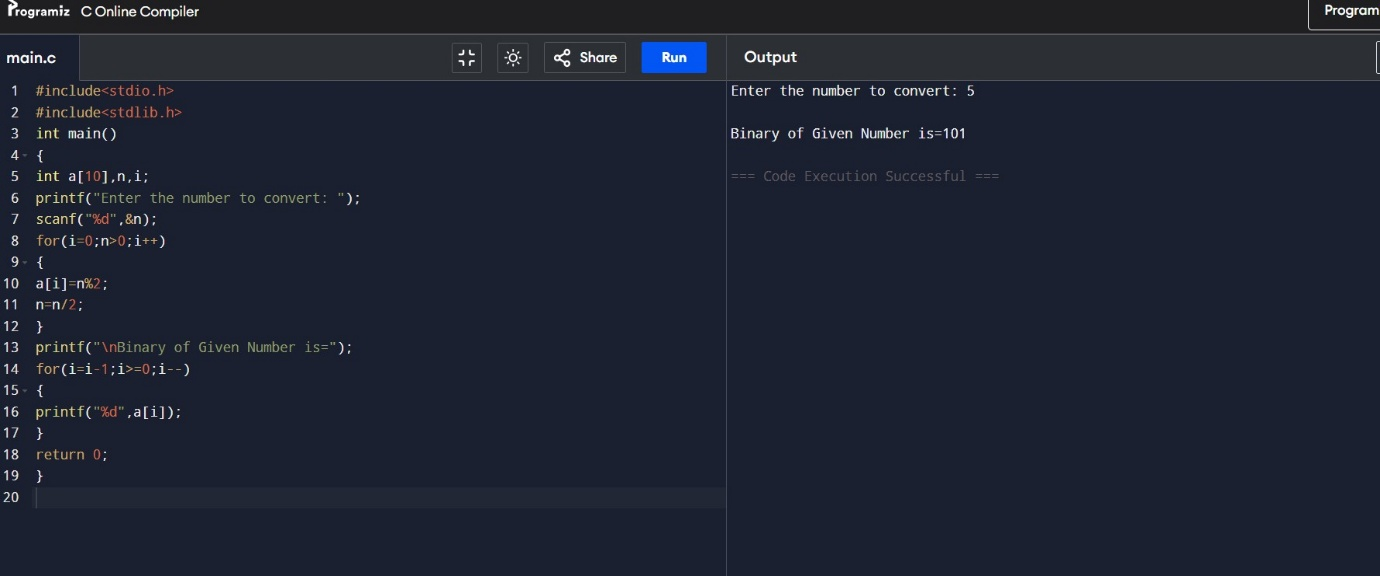 Programiz C Online Compiler
Program
main.c
Share
Run
Output
1 #include<stdio.h>
2 #include<stdlib.h>
3 int main()
4 {
5 int a[10],n,i;
6 printf("Enter the number to convert: ");
7 scanf("%d",&n);
8 for(i=0;n>0;i++)
9 {
10 a[i]=n%2;
11 n=n/2;
12 }
13 printf("\nBinary of Given Number is=");
14 for(i=i-1;i>=0;i--)
15 {
16 printf("%d",a[i]);
17 }
18 return 0;
19 }
20
Enter the number to convert: 5
Binary of Given Number is=101
=== Code Execution Successful ===